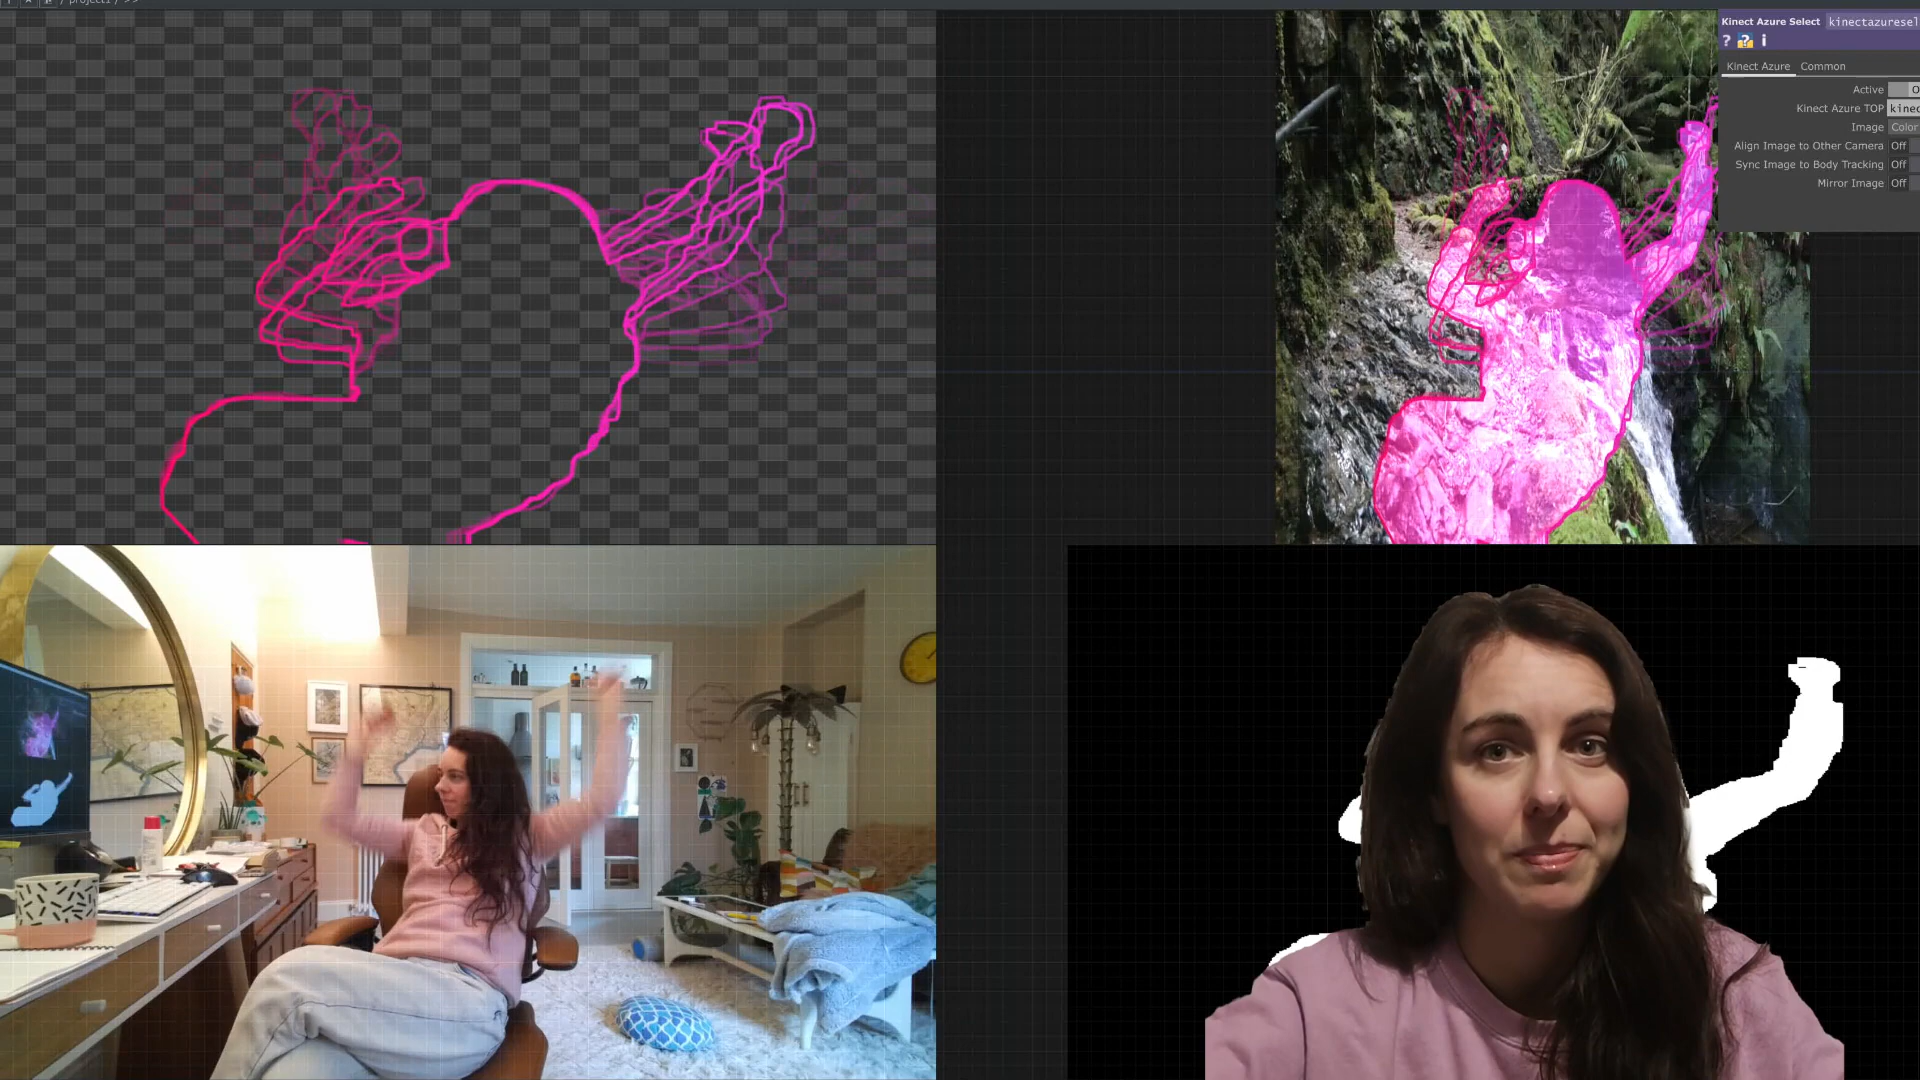 / project1 / >>
Kinect Azure Select kinectazuresel
? ? i
Kinect Azure Common
Active O
Kinect Azure TOP kinec
Image Color
Align Image to Other Camera Off
Sync Image to Body Tracking Off
Mirror Image Off